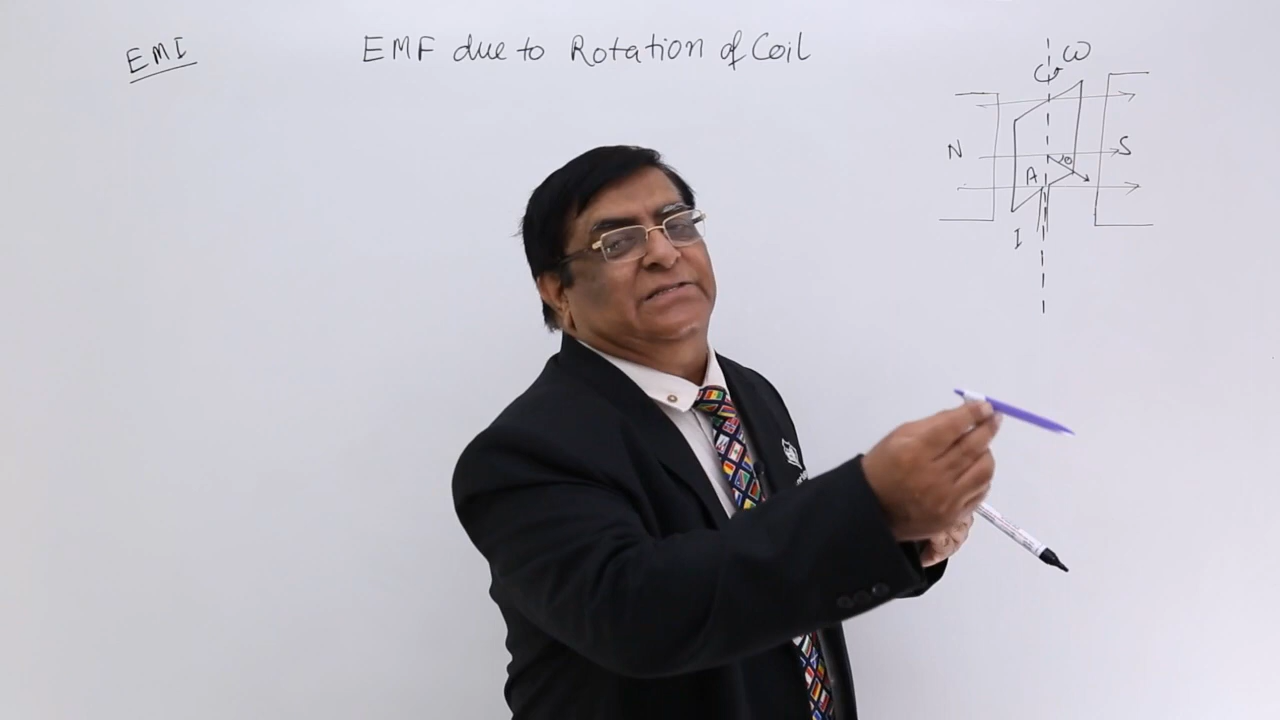 EMI
EMF due to Rotation of Coil
ω
N
S
θ
A
I